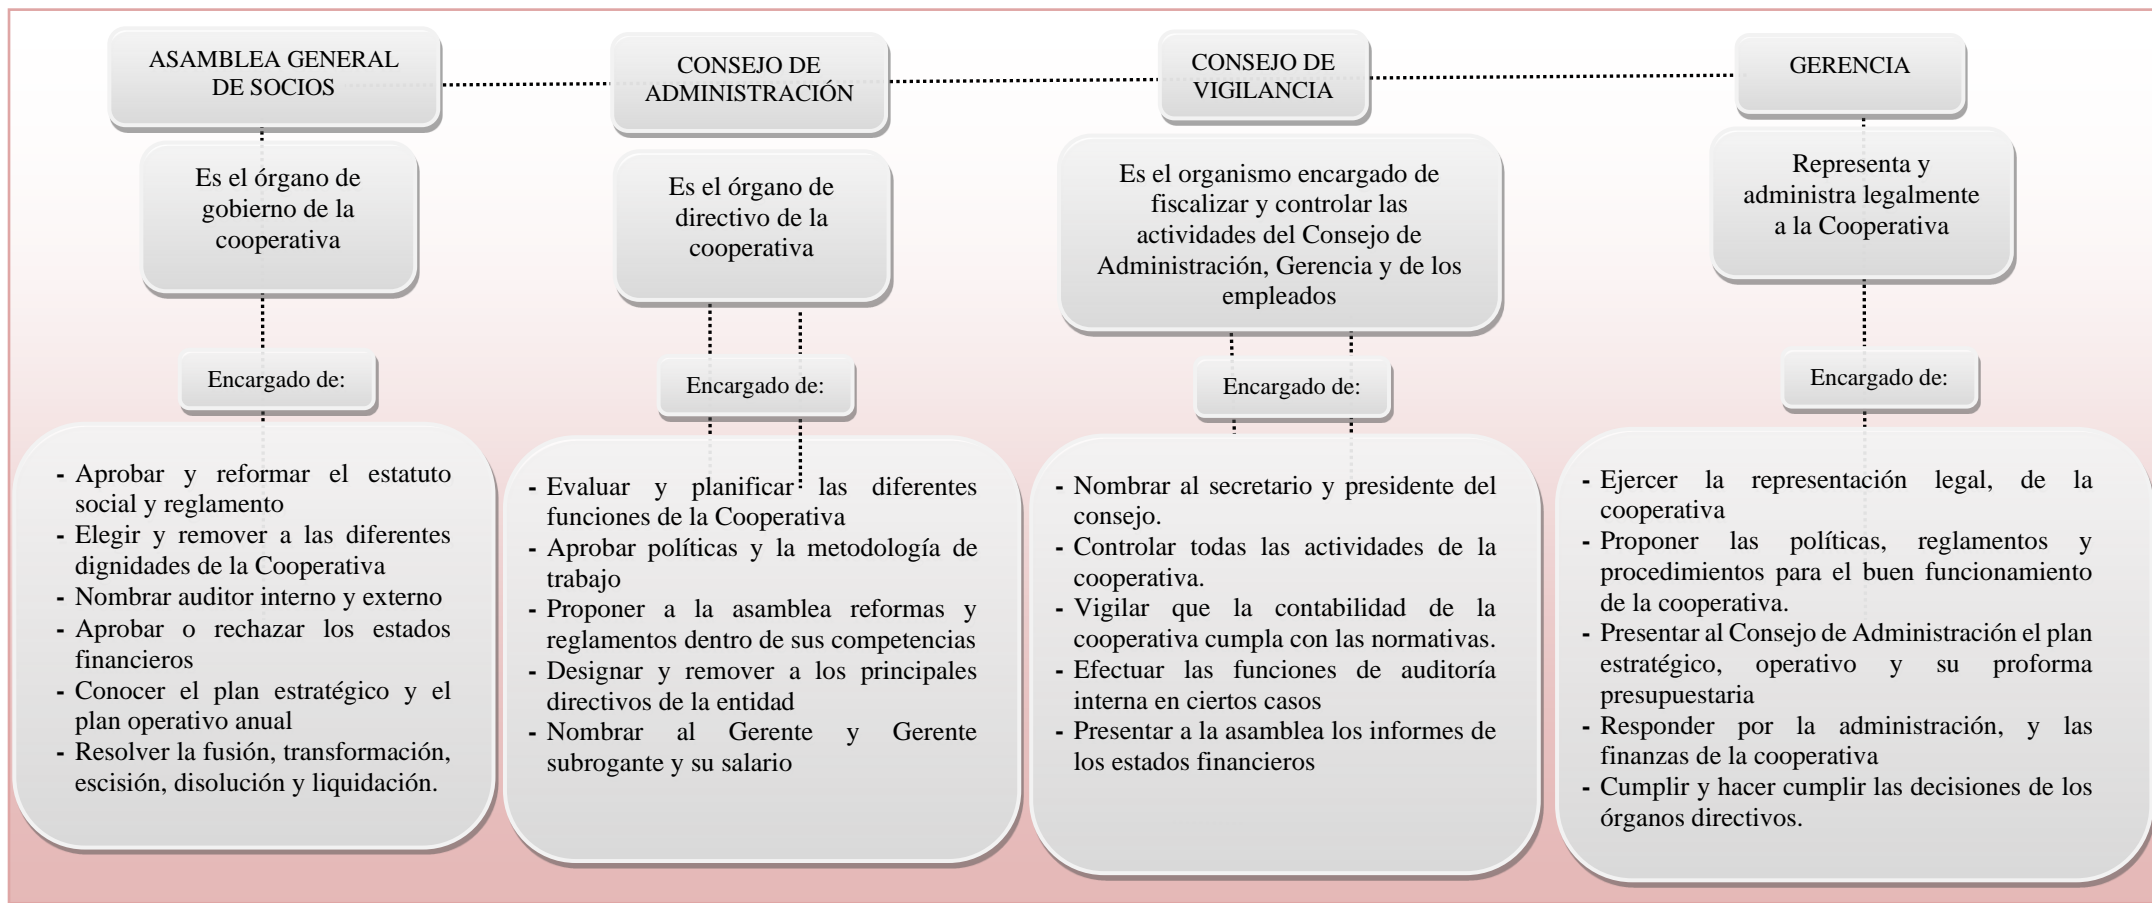 ASAMBLEA GENERAL
DE SOCIOS
Es el órgano de
gobierno de la
cooperativa
Encargado de:
- Aprobar y reformar el estatuto
social y reglamento
- Elegir y remover a las diferentes
dignidades de la Cooperativa
- Nombrar auditor interno y externo
- Aprobar o rechazar los estados
financieros
- Conocer el plan estratégico y el
plan operativo anual
- Resolver la fusión, transformación,
escisión, disolución y liquidación.
CONSEJO DE
ADMINISTRACIÓN
Es el órgano de
directivo de la
cooperativa
Encargado de:
- Evaluar y planificar las diferentes
funciones de la Cooperativa
- Aprobar políticas y la metodología de
trabajo
- Proponer a la asamblea reformas y
reglamentos dentro de sus competencias
- Designar y remover a los principales
directivos de la entidad
- Nombrar al Gerente y Gerente
subrogante y su salario
CONSEJO DE
VIGILANCIA
Es el organismo encargado de
fiscalizar y controlar las
actividades del Consejo de
Administración, Gerencia y de los
empleados
Encargado de:
- Nombrar al secretario y presidente del
consejo.
- Controlar todas las actividades de la
cooperativa.
- Vigilar que la contabilidad de la
cooperativa cumpla con las normativas.
- Efectuar las funciones de auditoría
interna en ciertos casos
- Presentar a la asamblea los informes de
los estados financieros
GERENCIA
Representa y
administra legalmente
a la Cooperativa
Encargado de:
- Ejercer la representación legal, de la
cooperativa
- Proponer las políticas, reglamentos y
procedimientos para el buen funcionamiento
de la cooperativa.
- Presentar al Consejo de Administración el plan
estratégico, operativo y su proforma
presupuestaria
- Responder por la administración, y las
finanzas de la cooperativa
- Cumplir y hacer cumplir las decisiones de los
órganos directivos.